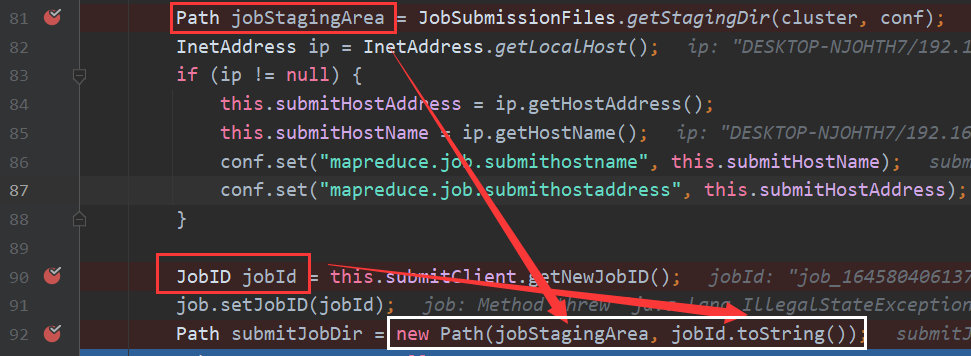 81 Path jobStagingArea = JobSubmissionFiles.getStagingDir(cluster, conf);
82 InetAddress ip = InetAddress.getLocalHost(); ip: "DESKTOP-NJOHTH7/192.1
83 if (ip != null) {
84 this.submitHostAddress = ip.getHostAddress();
85 this.submitHostName = ip.getHostName(); ip: "DESKTOP-NJOHTH7/192.16
86 conf.set("mapreduce.job.submithostname", this.submitHostName); subm
87 conf.set("mapreduce.job.submithostaddress", this.submitHostAddress);
88 }
89
90 JobID jobId = this.submitClient.getNewJobID(); jobId: "job_164580406137
91 job.setJobID(jobId); job: Method threw 'java.lang.IllegalStateException
92 Path submitJobDir = new Path(jobStagingArea, jobId.toString()); submitJ